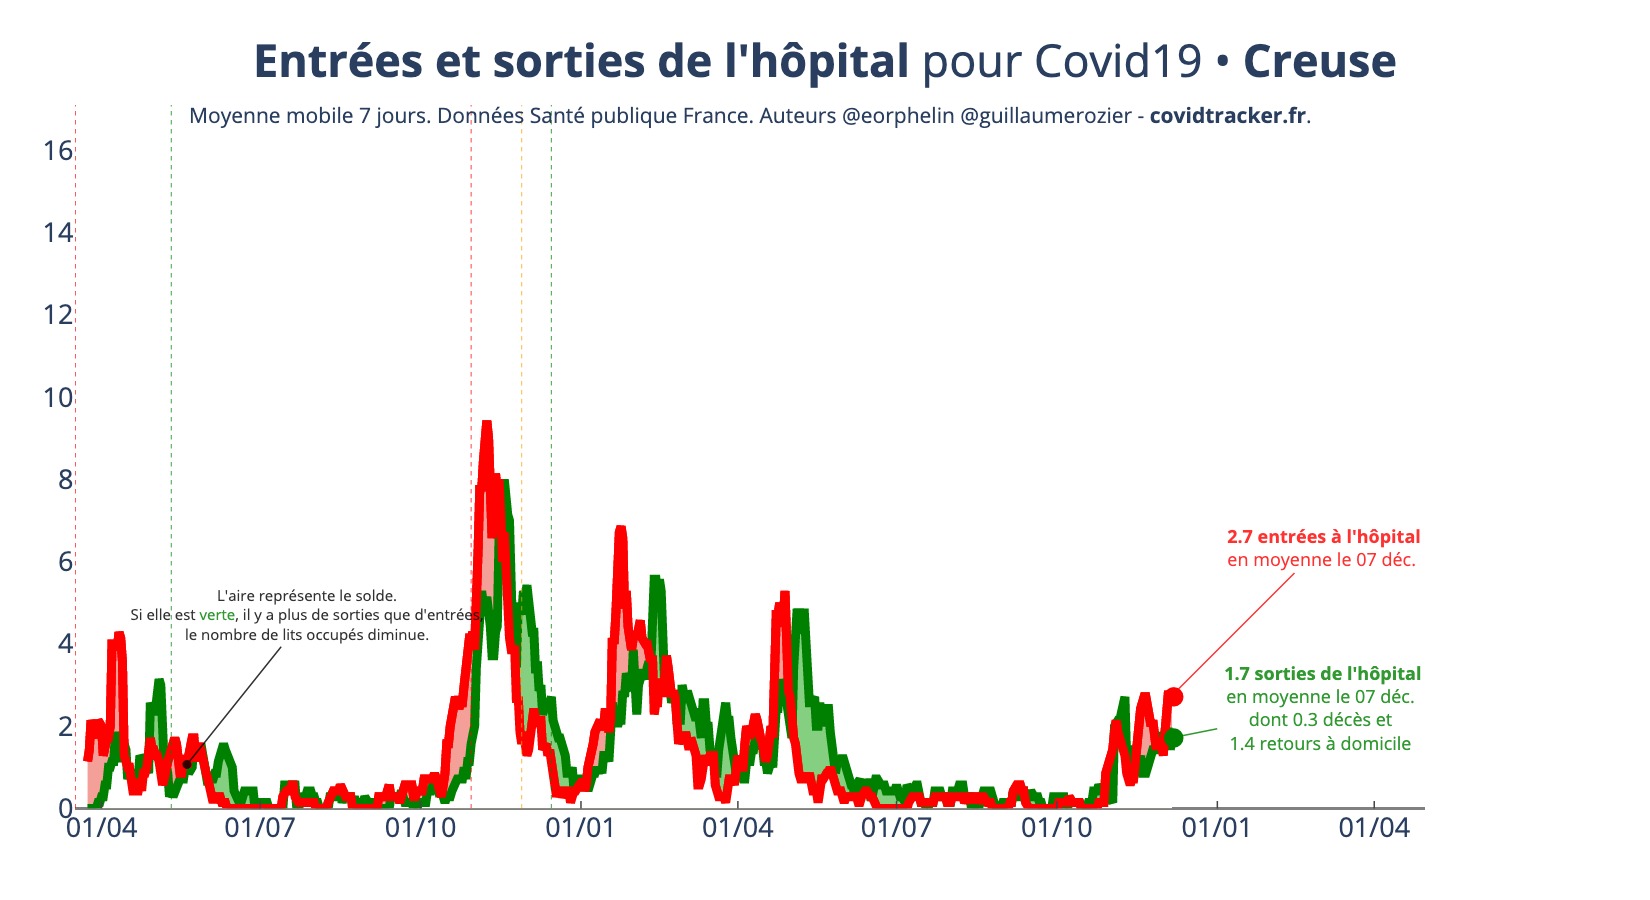 Entrées et sorties de l'hôpital pour Covid19 • Creuse
Moyenne mobile 7 jours. Données Santé publique France. Auteurs @eorphelin @guillaumerozier - covidtracker.fr.
16
14
12
10
8
6
4
2
0
L'aire représente le solde.
Si elle est verte, il y a plus de sorties que d'entrées,
le nombre de lits occupés diminue.
2.7 entrées à l'hôpital
en moyenne le 07 déc.
1.7 sorties de l'hôpital
en moyenne le 07 déc.
dont 0.3 décès et
1.4 retours à domicile
01/04 01/07 01/10 01/01 01/04 01/07 01/10 01/01 01/04